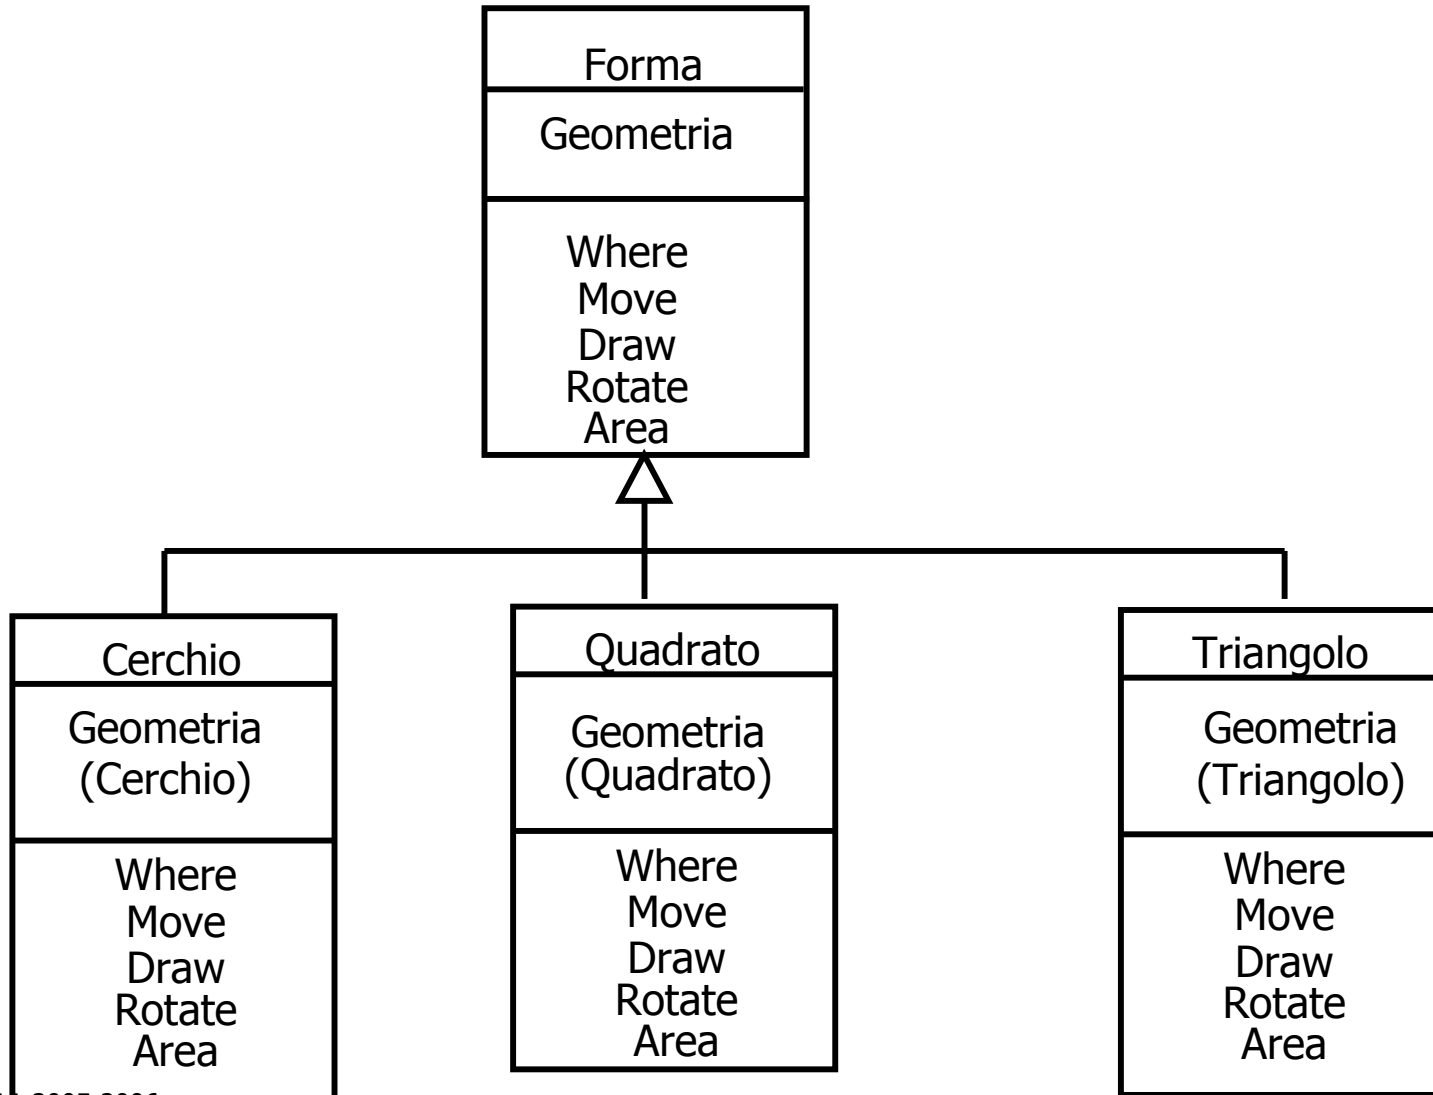 Forma
Geometria
Where
Move
Draw
Rotate
Area
Cerchio
Geometria
(Cerchio)
Where
Move
Draw
Rotate
Area
Quadrato
Geometria
(Quadrato)
Where
Move
Draw
Rotate
Area
Triangolo
Geometria
(Triangolo)
Where
Move
Draw
Rotate
Area